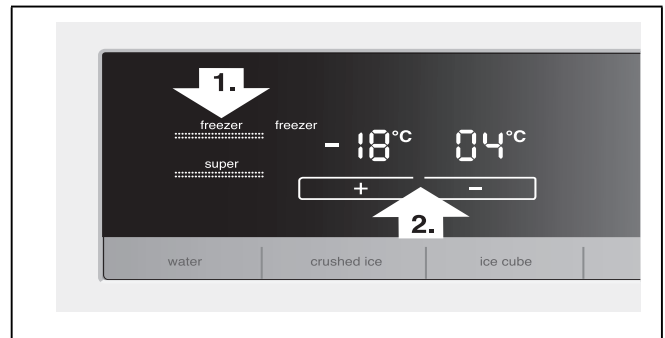 1.
freezer freezer
-18°C 04°C
super
+ -
2.
water crushed ice ice cube